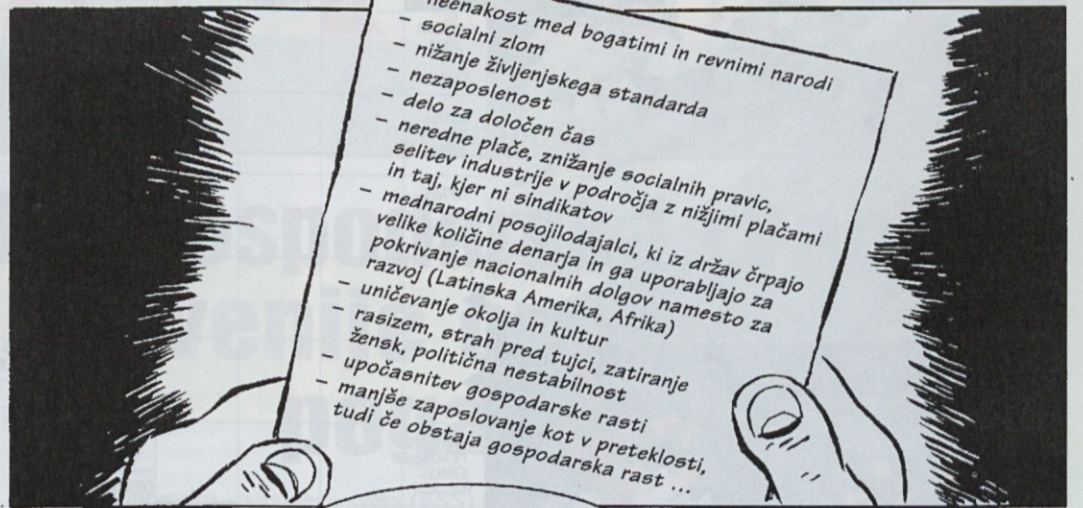 neenakost med bogatimi in revnimi narodi
– socialni zlom
– nižanje življenjskega standarda
– nezaposlenost
– delo za določen čas
– neredne plače, znižanje socialnih pravic,
selitev industrije v področja z nižjimi plačami
in taj, kjer ni sindikatov
– mednarodni posojilodajalci, ki iz držav črpajo
velike količine denarja in ga uporabljajo za
pokrivanje nacionalnih dolgov namesto za
razvoj (Latinska Amerika, Afrika)
– uničevanje okolja in kultur
– rasizem, strah pred tujci, zatiranje
žensk, politična nestabilnost
– upočasnitev gospodarske rasti
– manjše zaposlovanje kot v preteklosti,
tudi če obstaja gospodarska rast ...